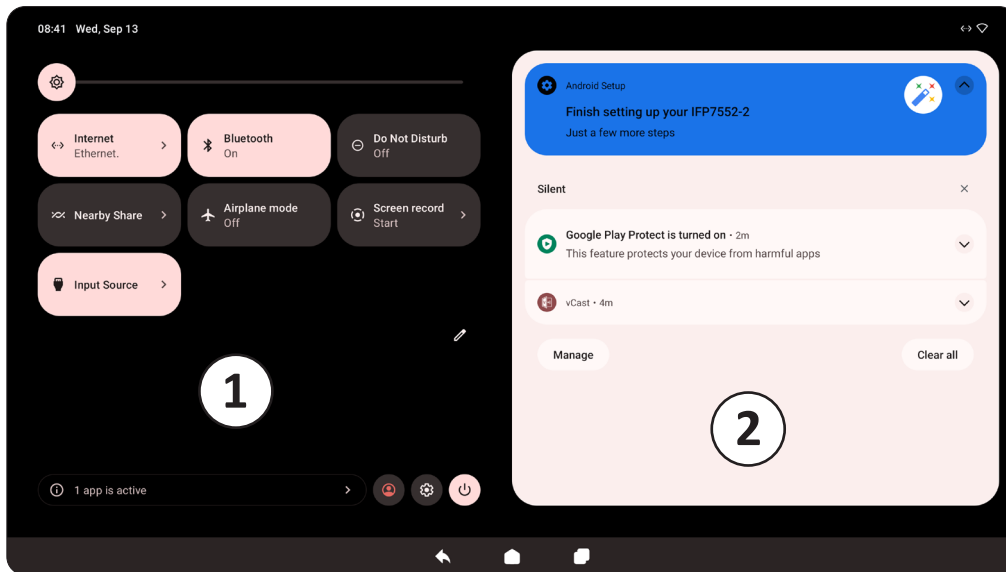 08:41 Wed, Sep 13
Internet
Ethernet.
Bluetooth
On
Do Not Disturb
Off
Nearby Share
Airplane mode
Off
Screen record
Start
Input Source
1
1 app is active
Android Setup
Finish setting up your IFP7552-2
Just a few more steps
Silent
Google Play Protect is turned on • 2m
This feature protects your device from harmful apps
vCast • 4m
Manage
Clear all
2